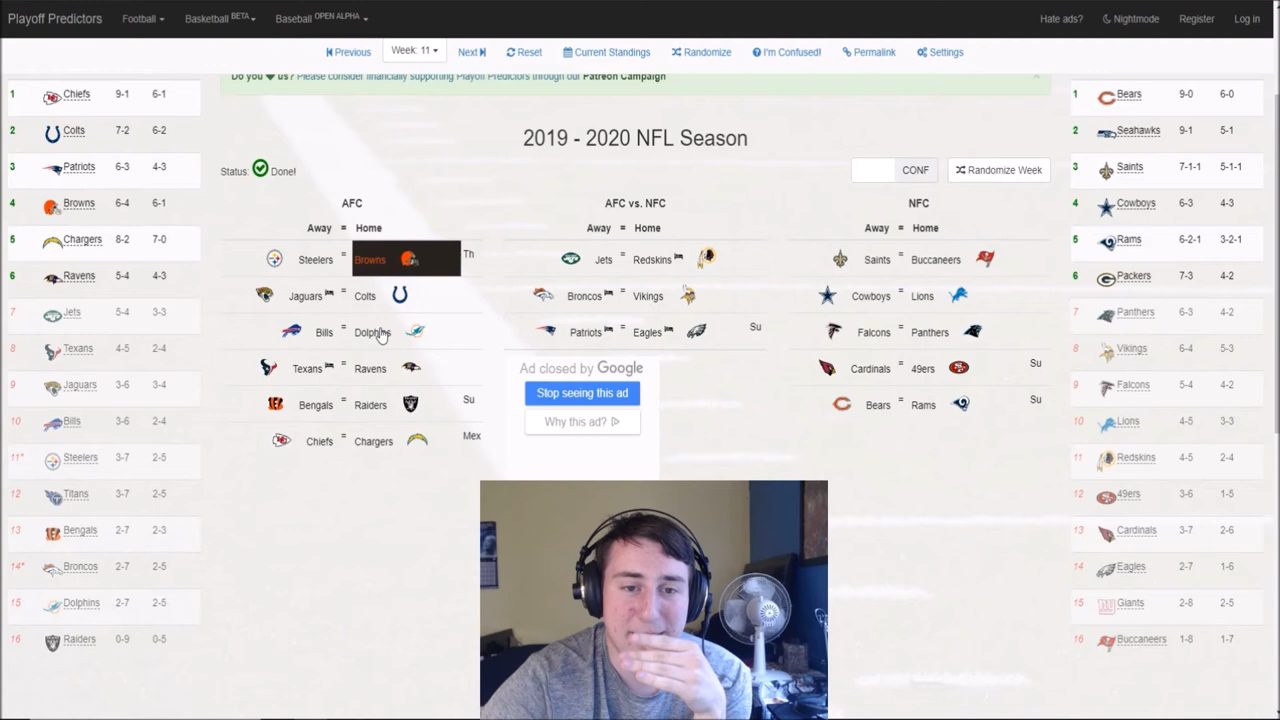 Playoff Predictors Football Basketball BETA Baseball OPEN ALPHA Hate ads? Nightmode Register Log in
Previous Week: 11 Next Reset Current Standings Randomize I'm Confused! Permalink Settings
Do you us? Please consider financially supporting Playoff Predictors through our Patreon Campaign
2019 - 2020 NFL Season
Status: Done! CONF Randomize Week
1 Chiefs 9-1 6-1
2 Colts 7-2 6-2
3 Patriots 6-3 4-3
4 Browns 6-4 6-1
5 Chargers 8-2 7-0
6 Ravens 5-4 4-3
7 Jets 5-4 3-4
8 Texans 4-5 2-4
9 Jaguars 3-6 3-4
10 Bills 3-6 2-4
11* Steelers 3-7 2-5
12 Titans 3-7 2-5
13 Bengals 2-7 2-3
14* Broncos 2-7 2-5
15 Dolphins 2-7 2-5
16 Raiders 0-9 0-5
AFC
Away = Home
Steelers Browns Th
Jaguars = Colts
Bills = Dolphins
Texans = Ravens
Bengals = Raiders Su
Chiefs = Chargers Mex
AFC vs. NFC
Away = Home
Jets = Redskins
Broncos = Vikings
Patriots = Eagles Su
Ad closed by Google
Stop seeing this ad
Why this ad?
NFC
Away = Home
Saints = Buccaneers
Cowboys = Lions
Falcons = Panthers
Cardinals = 49ers Su
Bears = Rams Su
1 Bears 9-0 6-0
2 Seahawks 9-1 5-1
3 Saints 7-1-1 5-1-1
4 Cowboys 6-3 4-3
5 Rams 6-2-1 3-2-1
6 Packers 7-3 4-2
7 Panthers 6-3 4-2
8 Vikings 6-4 3-3
9 Falcons 5-4 4-2
10 Lions 4-5 3-3
11 Redskins 4-5 2-4
12 49ers 3-6 1-5
13 Cardinals 3-7 2-6
14 Eagles 2-7 1-6
15 Giants 2-8 2-5
16 Buccaneers 1-8 1-7